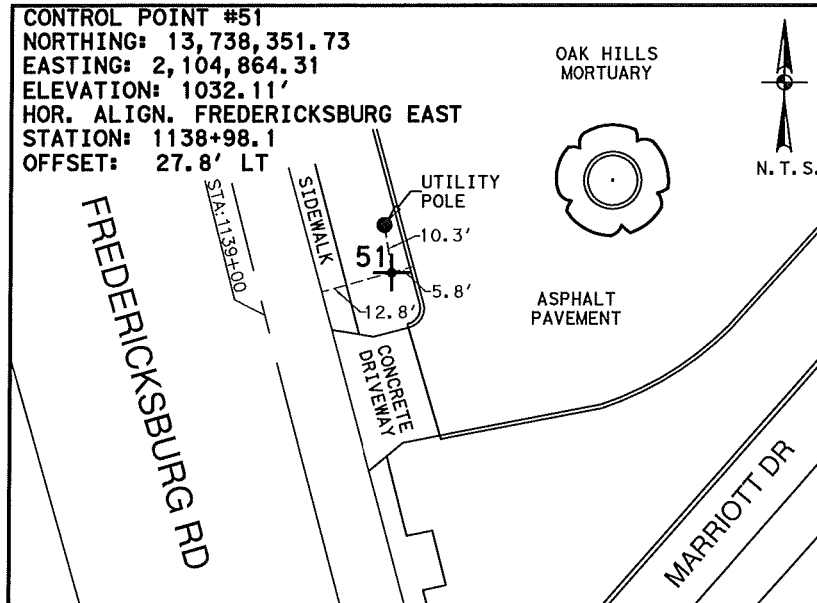 CONTROL POINT #51
NORTHING: 13,738,351.73
EASTING: 2,104,864.31
ELEVATION: 1032.11'
HOR. ALIGN. FREDERICKSBURG EAST
STATION: 1138+98.1
OFFSET: 27.8' LT
OAK HILLS
MORTUARY
N.T.S.
STA:1139+00
SIDEWALK
UTILITY
POLE
10.3'
51
5.8'
12.8'
ASPHALT
PAVEMENT
CONCRETE
DRIVEWAY
FREDERICKSBURG RD
MARRIOTT DR